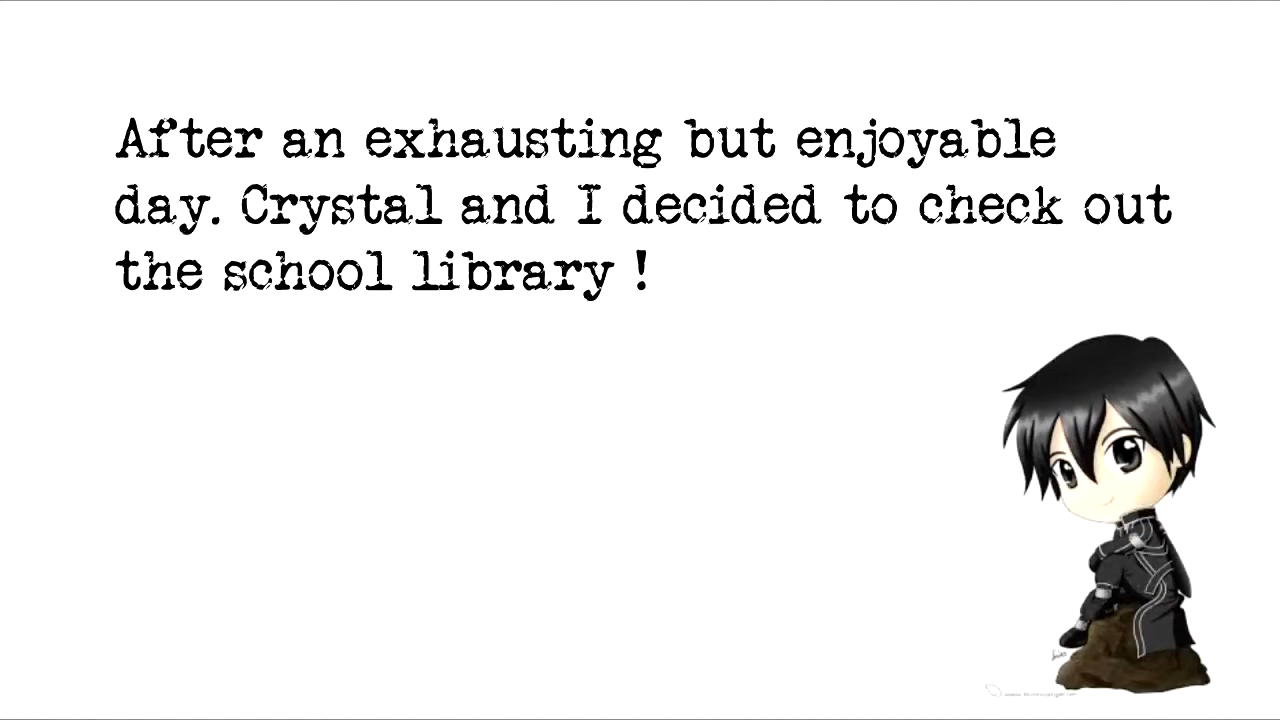 After an exhausting but enjoyable
day. Crystal and I decided to check out
the school library !